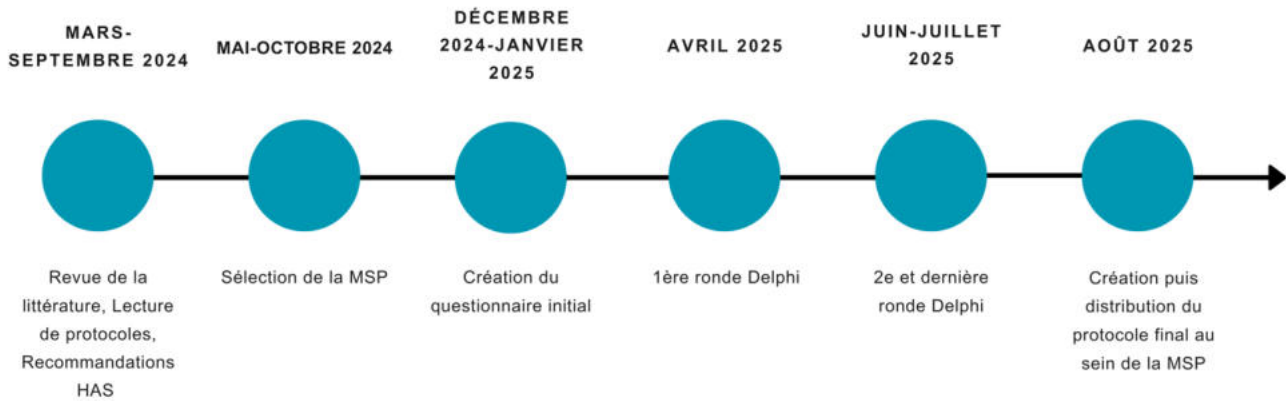 MARS-
SEPTEMBRE 2024
MAI-OCTOBRE 2024
DÉCEMBRE
2024-JANVIER
2025
AVRIL 2025
JUIN-JUILLET
2025
AOÛT 2025
Revue de la
littérature, Lecture
de protocoles,
Recommandations
HAS
Sélection de la MSP
Création du
questionnaire initial
1ère ronde Delphi
2e et dernière
ronde Delphi
Création puis
distribution du
protocole final au
sein de la MSP